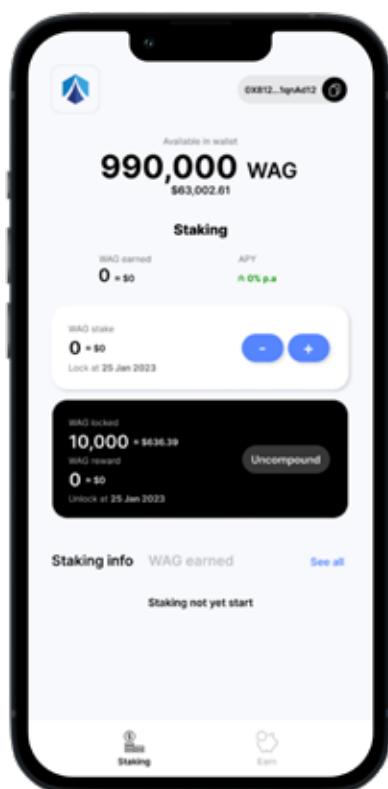 0X812...1qnAd12
Available in wallet
990,000 WAG
$63,002.61
Staking
WAG earned
0 = $0
APY
0% p.a
WAG stake
0 = $0
Lock at 25 Jan 2023
-
+
WAG locked
10,000 = $636.39
WAG reward
0 = $0
Unlock at 25 Jan 2023
Uncompound
Staking info
WAG earned
See all
Staking not yet start
Staking
Earn